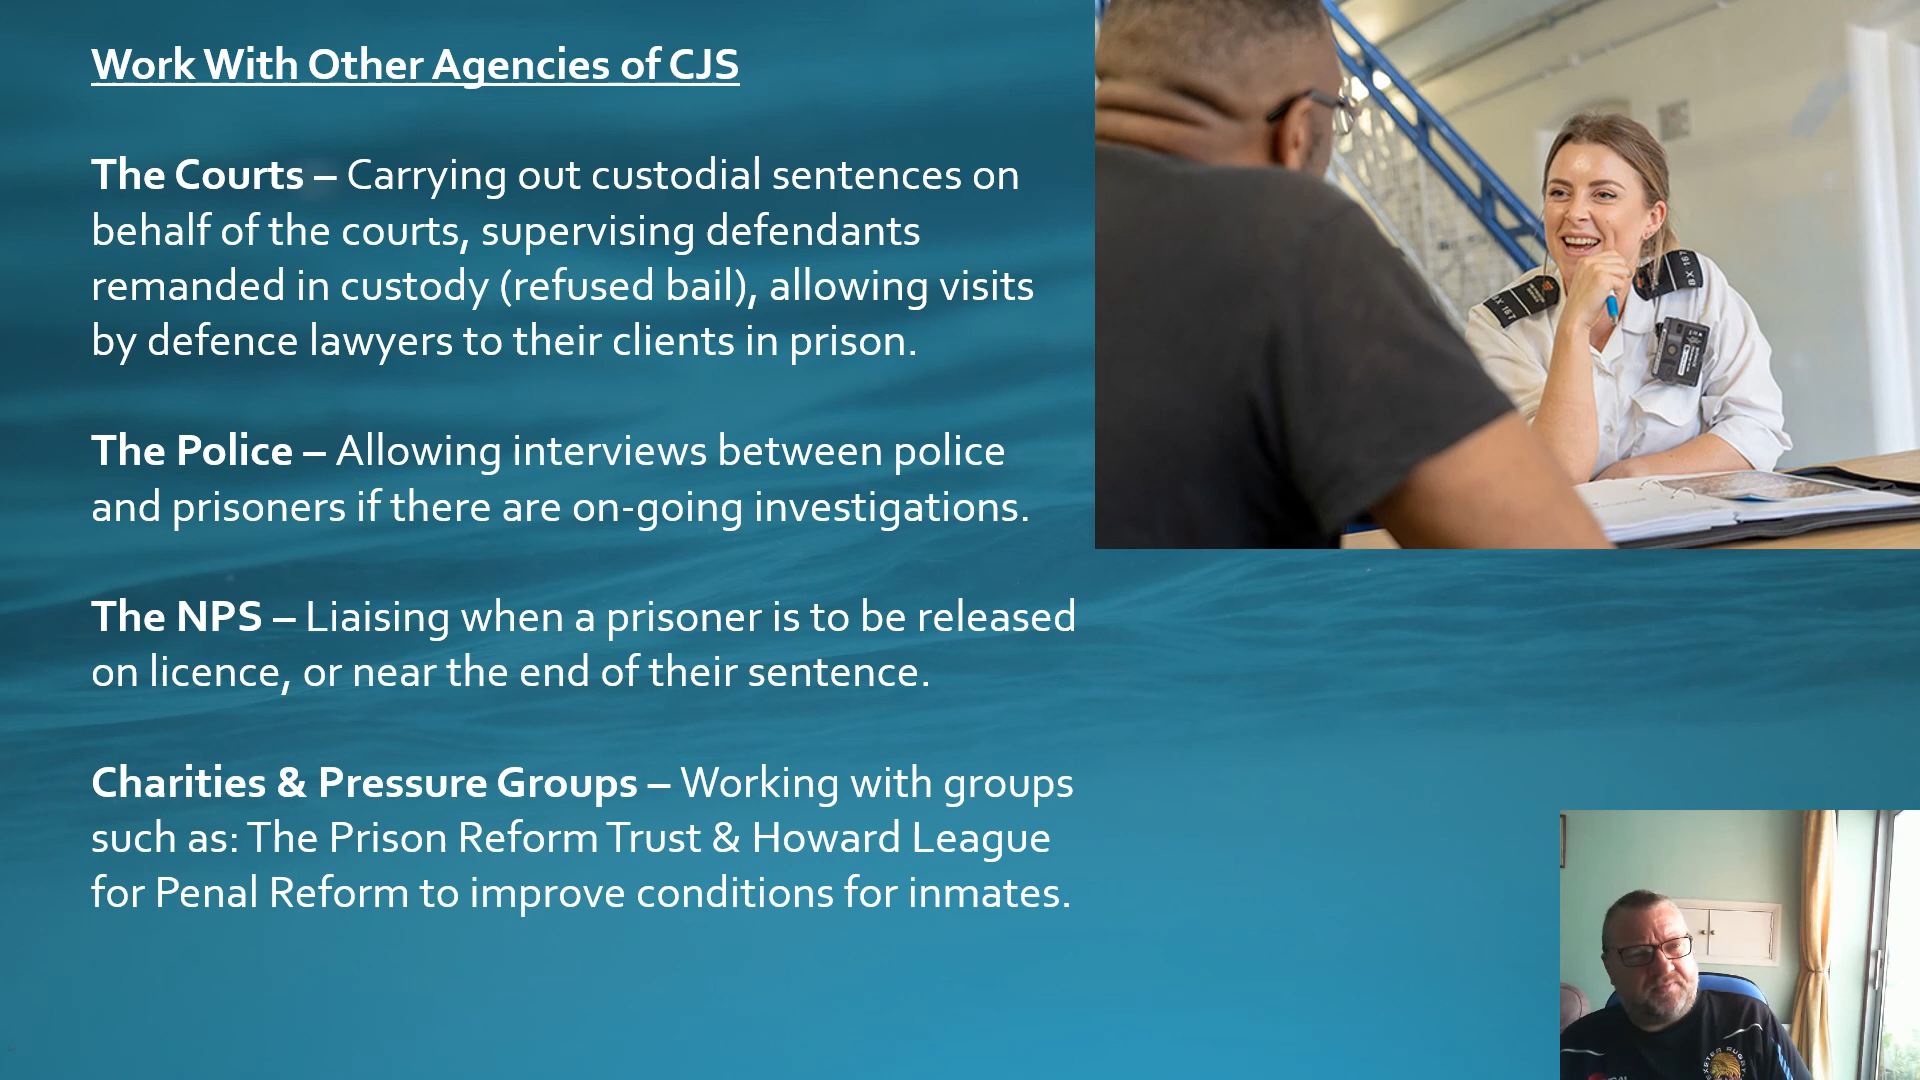 Work With Other Agencies of CJS
The Courts – Carrying out custodial sentences on
behalf of the courts, supervising defendants
remanded in custody (refused bail), allowing visits
by defence lawyers to their clients in prison.
The Police – Allowing interviews between police
and prisoners if there are on-going investigations.
The NPS – Liaising when a prisoner is to be released
on licence, or near the end of their sentence.
Charities & Pressure Groups – Working with groups
such as: The Prison Reform Trust & Howard League
for Penal Reform to improve conditions for inmates.
BX 167